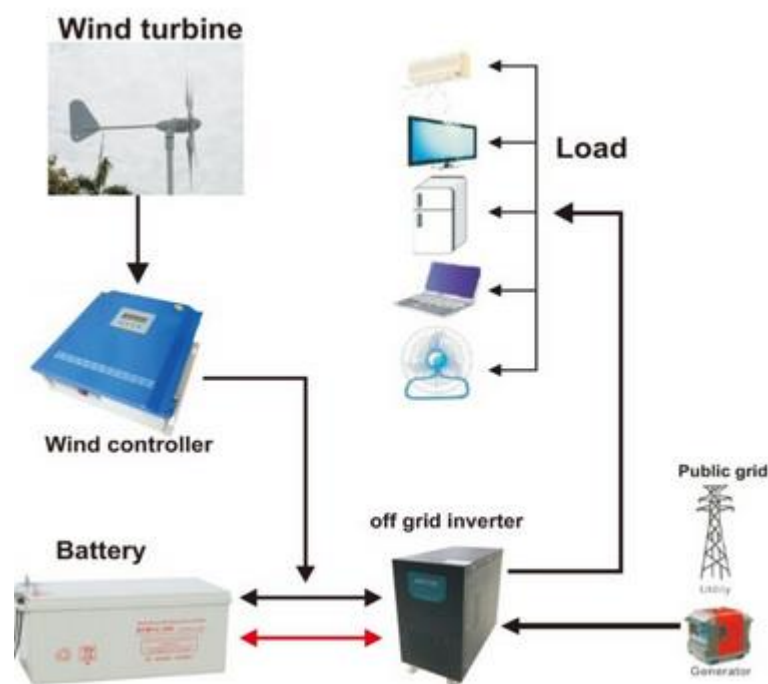 Wind turbine
Load
Wind controller
Public grid
off grid inverter
Battery
Utility
Generator